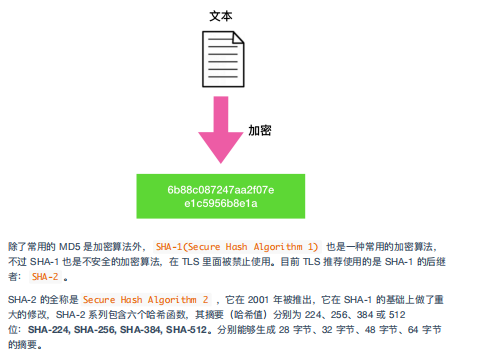 文本
加密
6b88c087247aa2f07e
e1c5956b8e1a
除了常用的 MD5 是加密算法外， SHA-1(Secure Hash Algorithm 1) 也是一种常用的加密算法，
不过 SHA-1 也是不安全的加密算法，在 TLS 里面被禁止使用。目前 TLS 推荐使用的是 SHA-1 的后继
者： SHA-2 。
SHA-2 的全称是 Secure Hash Algorithm 2 ，它在 2001 年被推出，它在 SHA-1 的基础上做了重
大的修改，SHA-2 系列包含六个哈希函数，其摘要（哈希值）分别为 224、256、384 或 512
位：SHA-224, SHA-256, SHA-384, SHA-512。分别能够生成 28 字节、32 字节、48 字节、64 字节
的摘要。